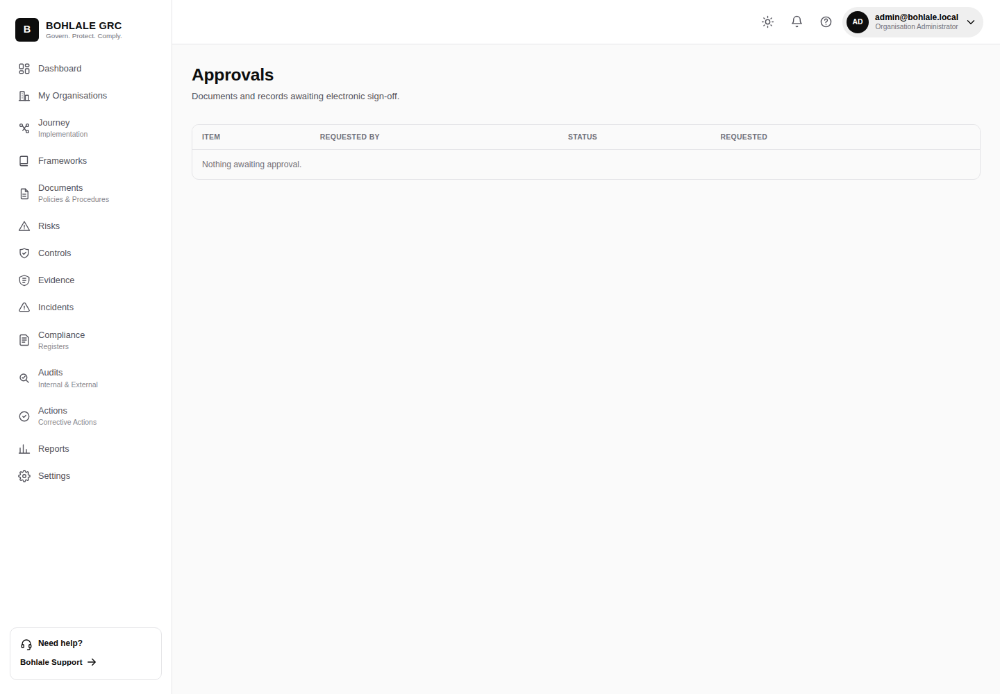 B
BOHLALE GRC
Govern. Protect. Comply.
Dashboard
My Organisations
Journey
Implementation
Frameworks
Documents
Policies & Procedures
Risks
Controls
Evidence
Incidents
Compliance
Registers
Audits
Internal & External
Actions
Corrective Actions
Reports
Settings
Need help?
Bohlale Support
AD
admin@bohlale.local
Organisation Administrator
Approvals
Documents and records awaiting electronic sign-off.
ITEM REQUESTED BY STATUS REQUESTED
Nothing awaiting approval.